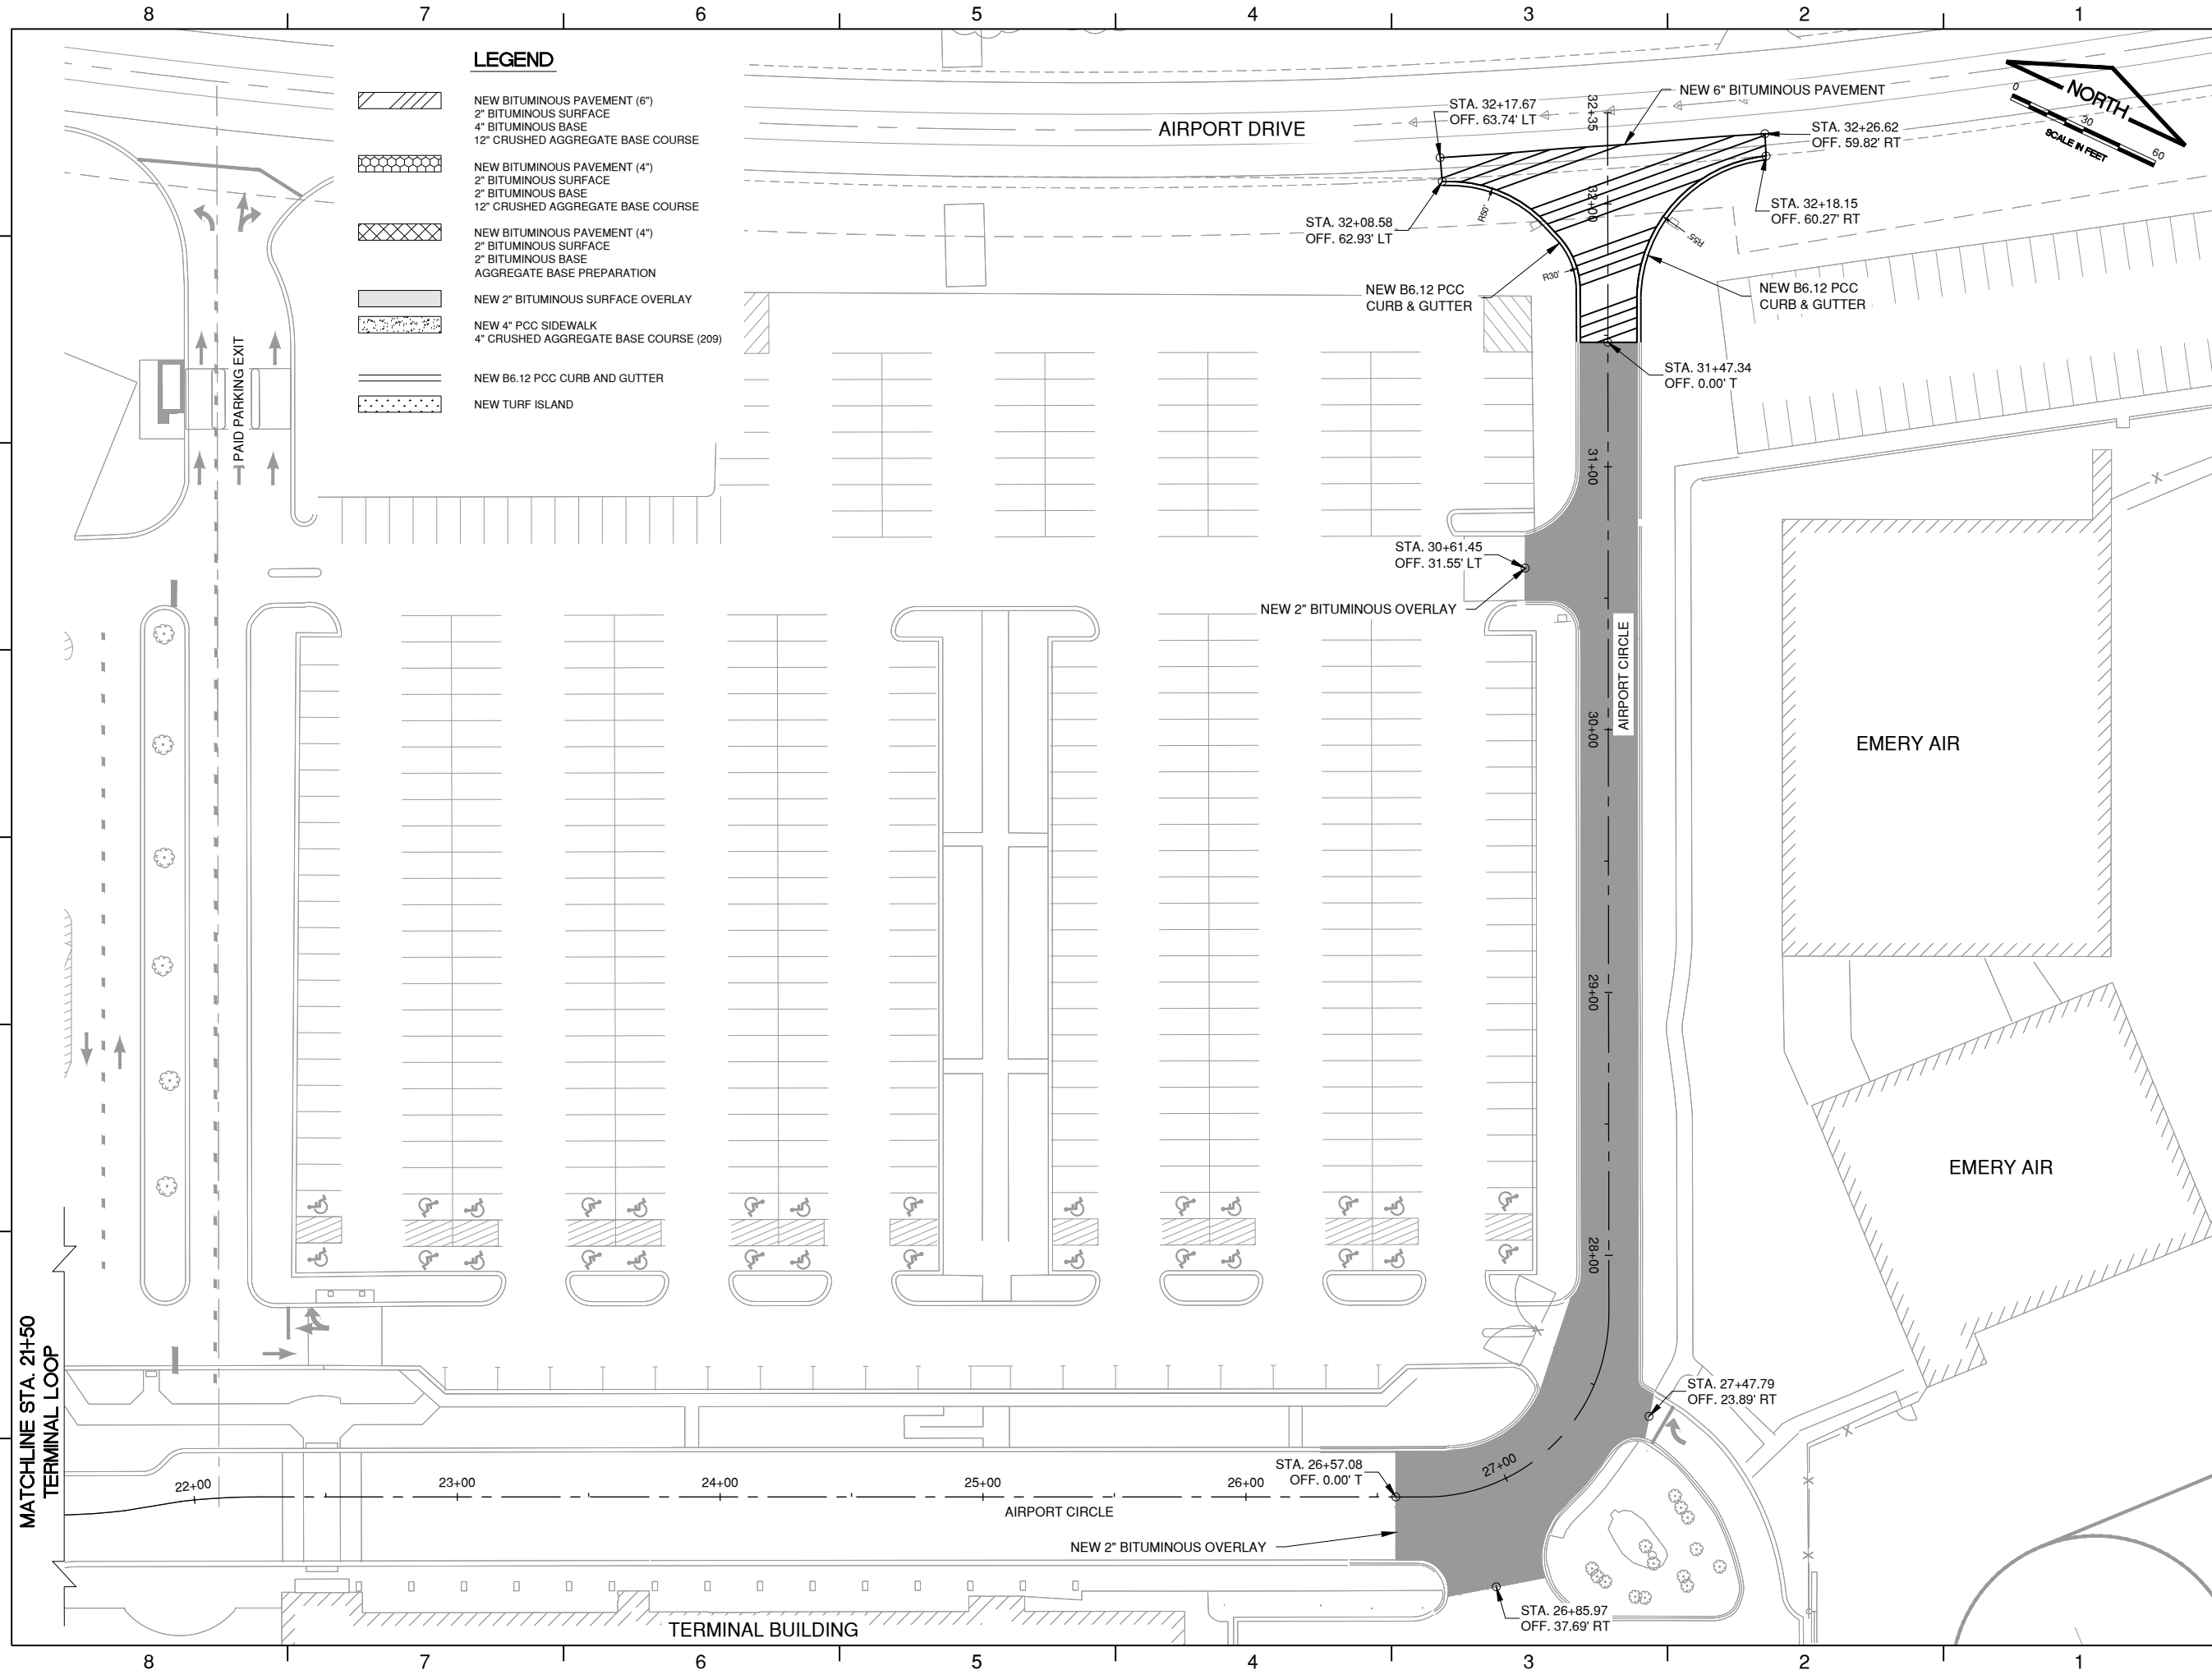 8 7 6 5 4 3 2 1
LEGEND
NEW BITUMINOUS PAVEMENT (6")
2" BITUMINOUS SURFACE
4" BITUMINOUS BASE
12" CRUSHED AGGREGATE BASE COURSE
NEW BITUMINOUS PAVEMENT (4")
2" BITUMINOUS SURFACE
2" BITUMINOUS BASE
12" CRUSHED AGGREGATE BASE COURSE
NEW BITUMINOUS PAVEMENT (4")
2" BITUMINOUS SURFACE
2" BITUMINOUS BASE
AGGREGATE BASE PREPARATION
NEW 2" BITUMINOUS SURFACE OVERLAY
NEW 4" PCC SIDEWALK
4" CRUSHED AGGREGATE BASE COURSE (209)
NEW B6.12 PCC CURB AND GUTTER
NEW TURF ISLAND
PAID PARKING EXIT
AIRPORT DRIVE
STA. 32+17.67
OFF. 63.74' LT
32+35
NEW 6" BITUMINOUS PAVEMENT
STA. 32+26.62
OFF. 59.82' RT
NORTH
0 30 60
SCALE IN FEET
STA. 32+08.58
OFF. 62.93' LT
R50'
32+00
STA. 32+18.15
OFF. 60.27' RT
R55'
R30'
NEW B6.12 PCC
CURB & GUTTER
NEW B6.12 PCC
CURB & GUTTER
STA. 31+47.34
OFF. 0.00' T
31+00
STA. 30+61.45
OFF. 31.55' LT
NEW 2" BITUMINOUS OVERLAY
AIRPORT CIRCLE
30+00
EMERY AIR
29+00
EMERY AIR
28+00
STA. 27+47.79
OFF. 23.89' RT
MATCHLINE STA. 21+50
TERMINAL LOOP
22+00 23+00 24+00 25+00 26+00
27+00
STA. 26+57.08
OFF. 0.00' T
AIRPORT CIRCLE
NEW 2" BITUMINOUS OVERLAY
STA. 26+85.97
OFF. 37.69' RT
TERMINAL BUILDING
8 7 6 5 4 3 2 1